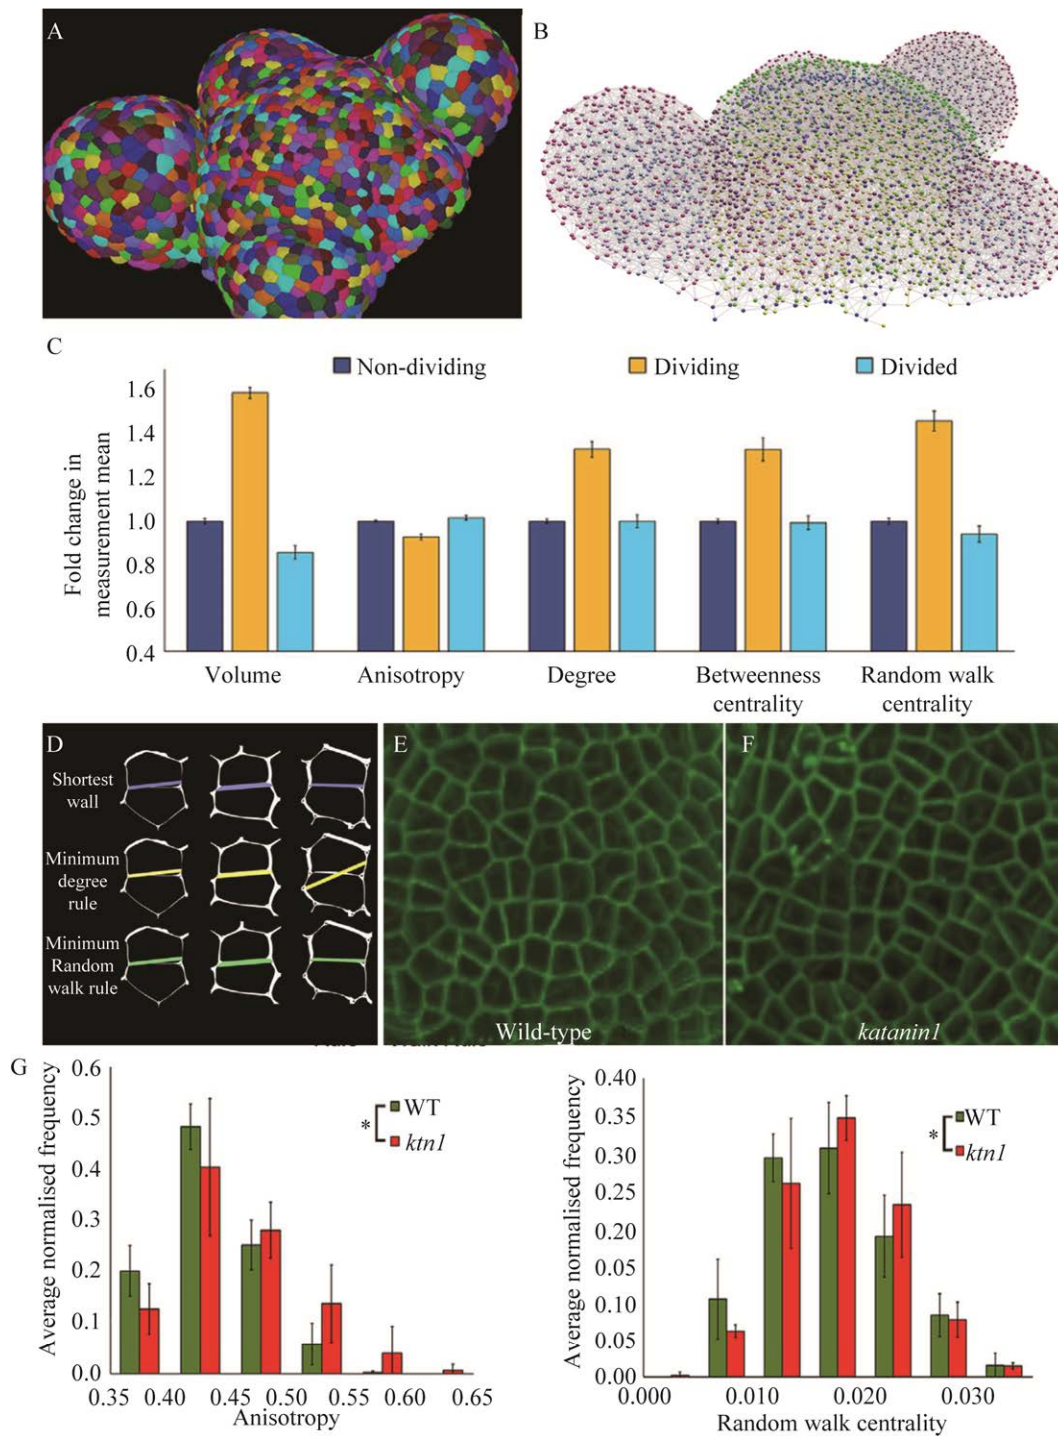 A
B
C
Non-dividing
Dividing
Divided
Fold change in
measurement mean
1.6
1.4
1.2
1.0
0.8
0.6
0.4
Volume
Anisotropy
Degree
Betweenness
centrality
Random walk
centrality
D
Shortest
wall
Minimum
degree
rule
Minimum
Random
walk rule
E
Wild-type
F
katanin1
G
Average normalised frequency
0.6
0.5
0.4
0.3
0.2
0.1
0.0
WT
*
ktn1
0.35 0.40 0.45 0.50 0.55 0.60 0.65
Anisotropy
Average normalised frequency
0.40
0.35
0.30
0.25
0.20
0.05
0.10
0.05
0.00
WT
*
ktn1
0.000 0.010 0.020 0.030
Random walk centrality